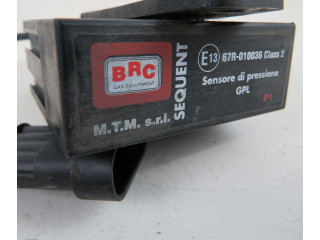 BRC
GAS EQUIPMENT
M.T.M. s.r.l.
SEQUENT
E13 67R-010036 Class 2
Sensore di pressione
GPL